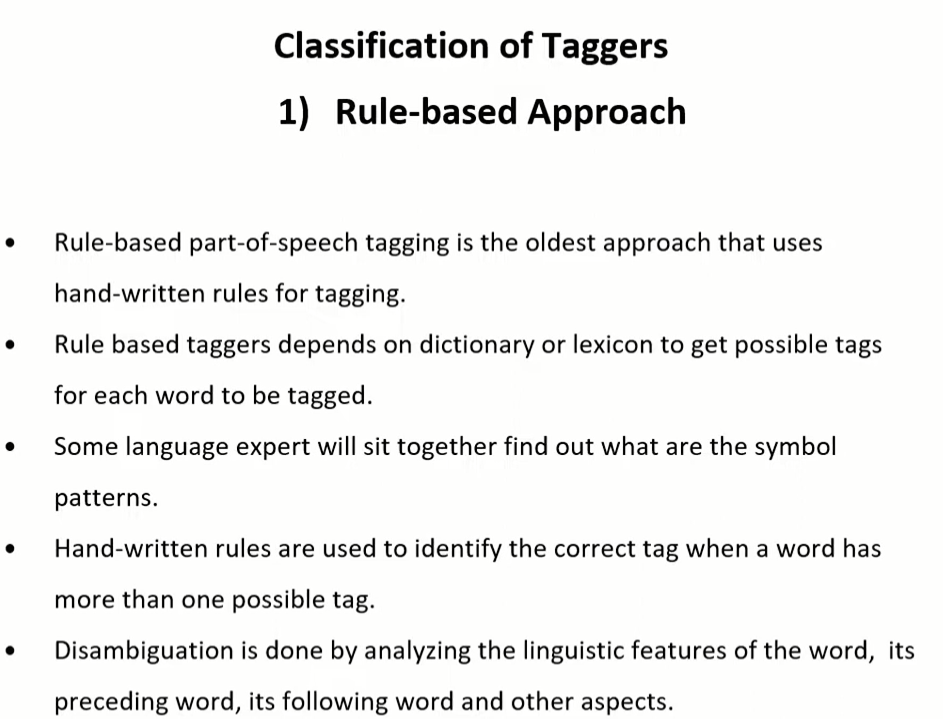 Classification of Taggers
1) Rule-based Approach
• Rule-based part-of-speech tagging is the oldest approach that uses
hand-written rules for tagging.
• Rule based taggers depends on dictionary or lexicon to get possible tags
for each word to be tagged.
• Some language expert will sit together find out what are the symbol
patterns.
• Hand-written rules are used to identify the correct tag when a word has
more than one possible tag.
• Disambiguation is done by analyzing the linguistic features of the word, its
preceding word, its following word and other aspects.